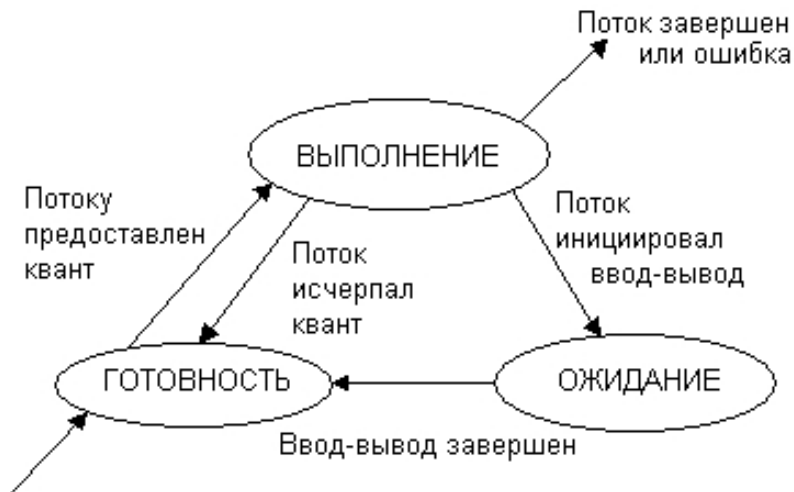 Поток завершен
или ошибка
ВЫПОЛНЕНИЕ
Потоку
предоставлен
квант
Поток
исчерпал
квант
Поток
инициировал
ввод-вывод
ГОТОВНОСТЬ
ОЖИДАНИЕ
Ввод-вывод завершен